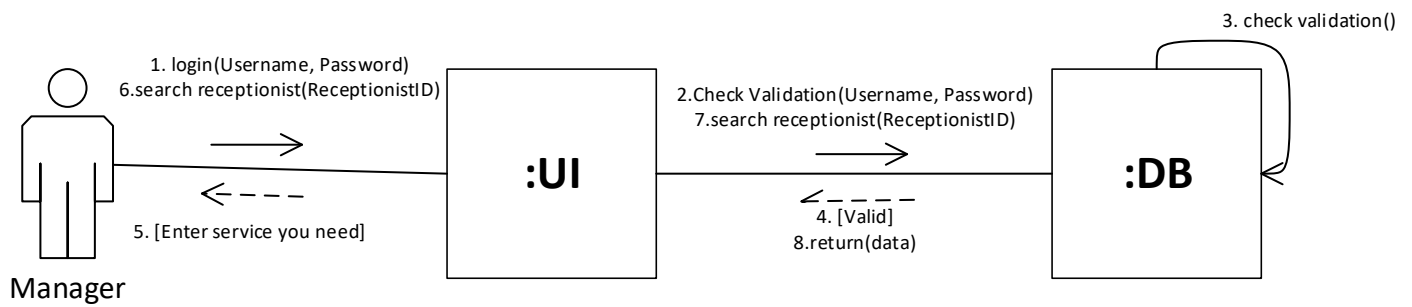 3. check validation()
1. login(Username, Password)
6.search receptionist(ReceptionistID)
2.Check Validation(Username, Password)
7.search receptionist(ReceptionistID)
:UI
:DB
5. [Enter service you need]
4. [Valid]
8.return(data)
Manager